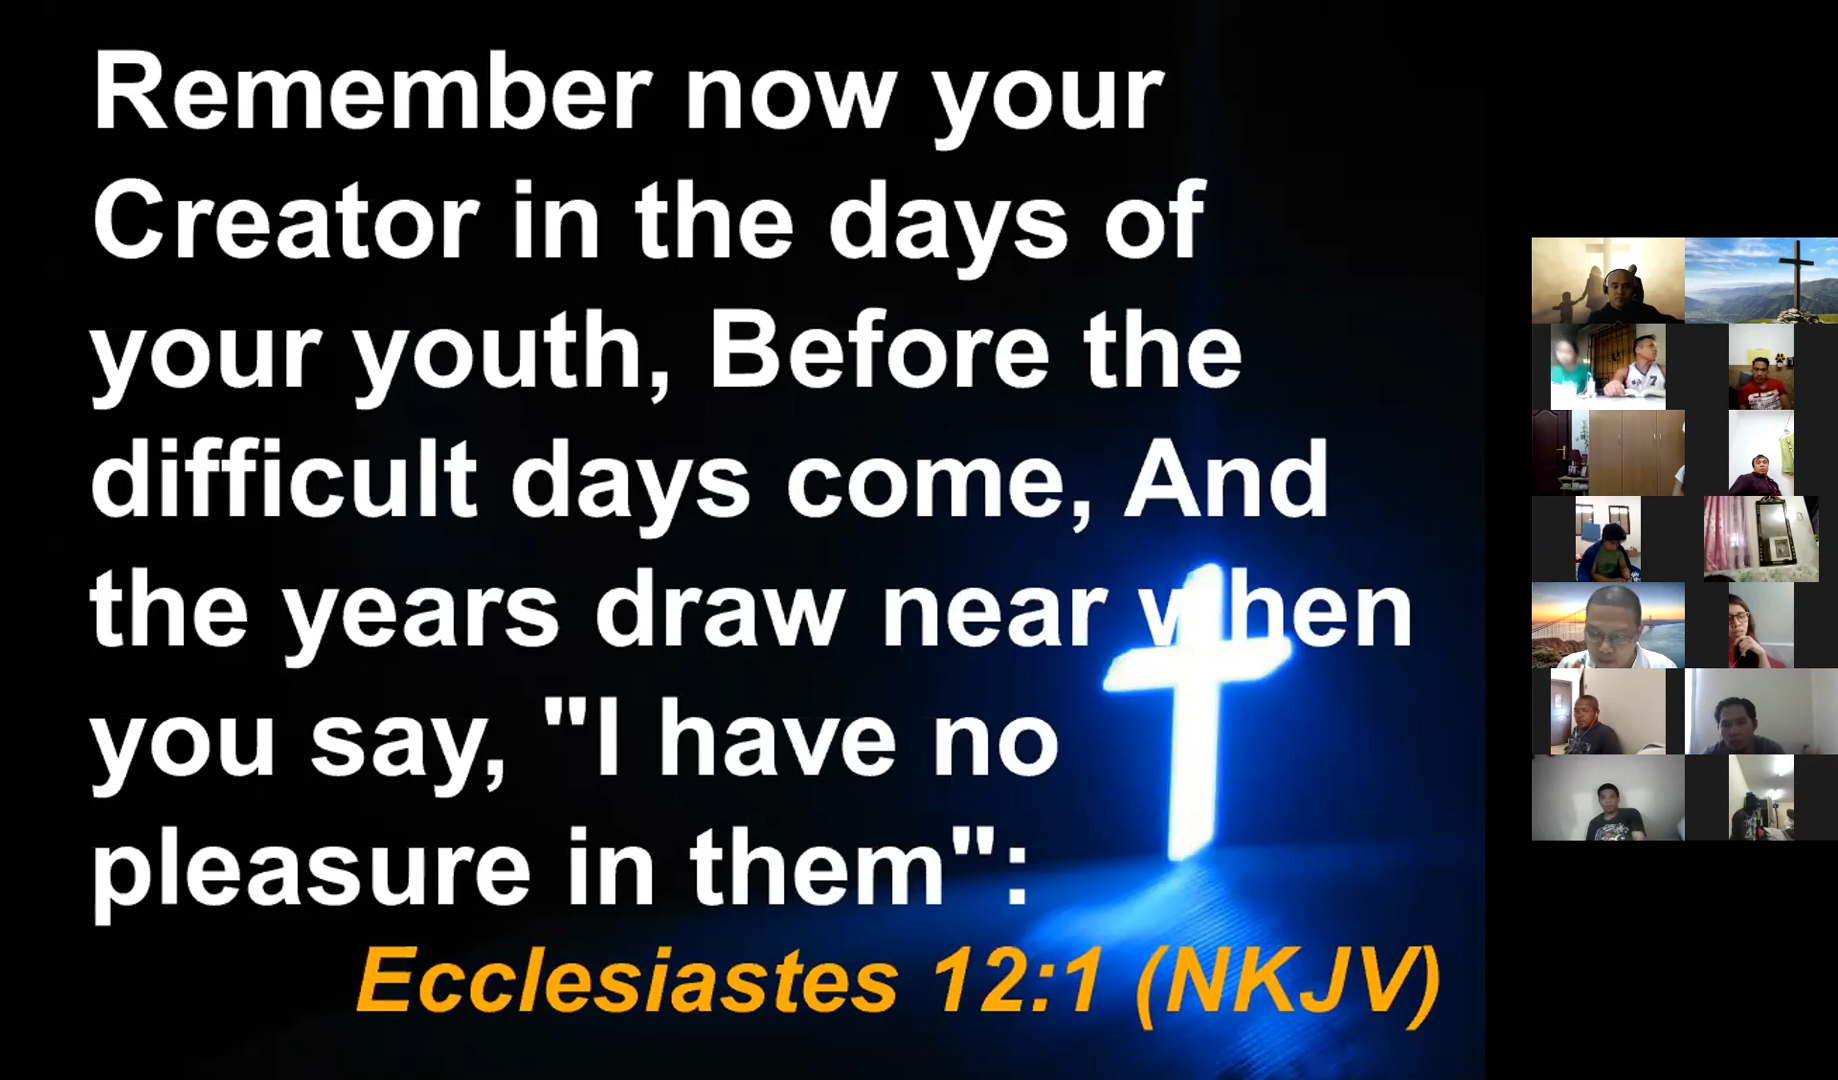 Remember now your
Creator in the days of
your youth, Before the
difficult days come, And
the years draw near when
you say, "I have no
pleasure in them":
Ecclesiastes 12:1 (NKJV)
7